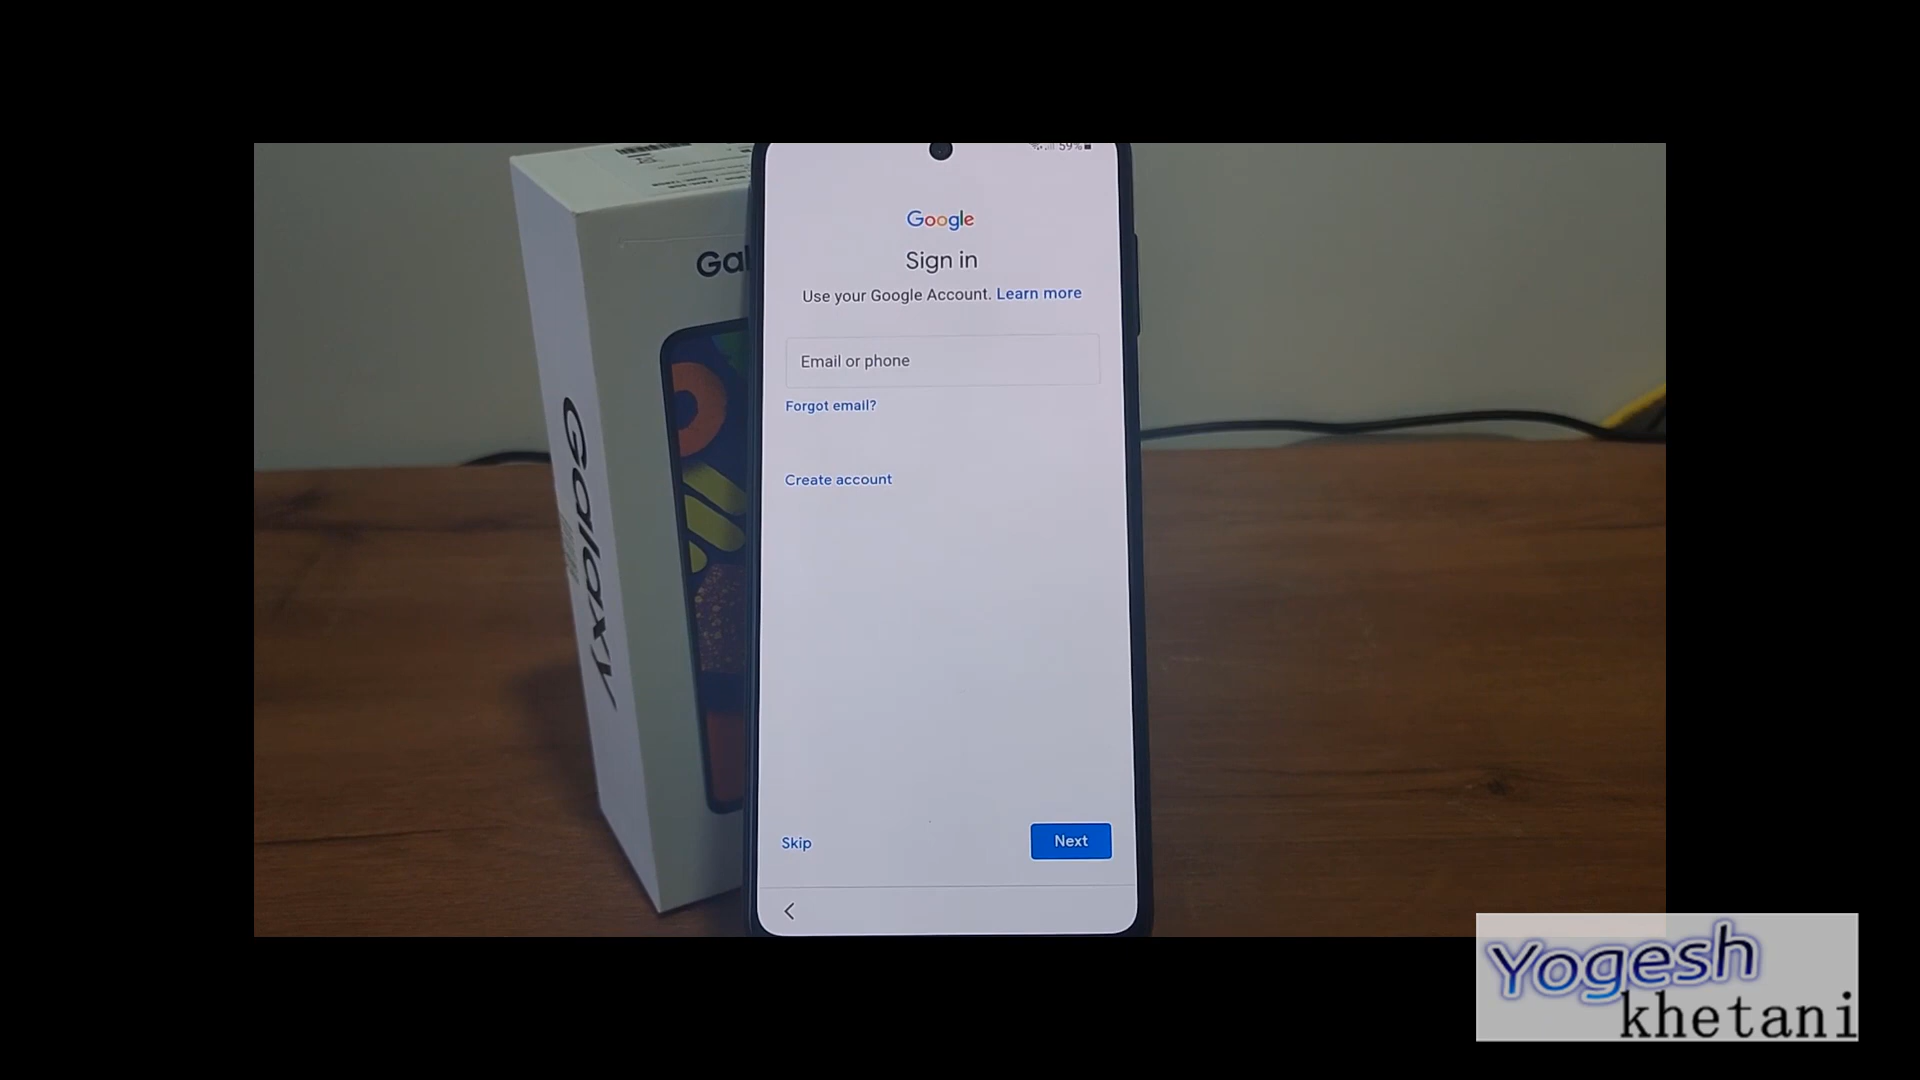 59%
Google
Sign in
Use your Google Account. Learn more
Email or phone
Forgot email?
Create account
Skip
Next
Gal
Galaxy
Yogesh
khetani